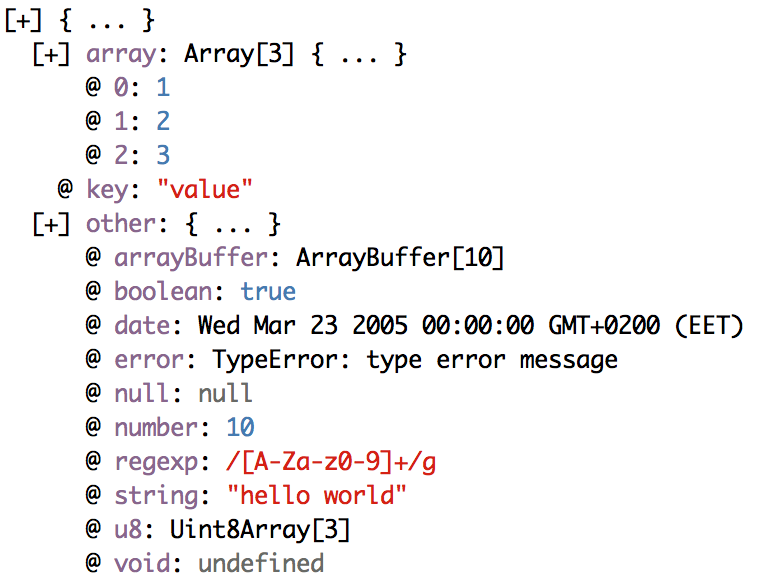 [+] { ... }
[+] array: Array[3] { ... }
@ 0: 1
@ 1: 2
@ 2: 3
@ key: "value"
[+] other: { ... }
@ arrayBuffer: ArrayBuffer[10]
@ boolean: true
@ date: Wed Mar 23 2005 00:00:00 GMT+0200 (EET)
@ error: TypeError: type error message
@ null: null
@ number: 10
@ regexp: /[A-Za-z0-9]+/g
@ string: "hello world"
@ u8: Uint8Array[3]
@ void: undefined